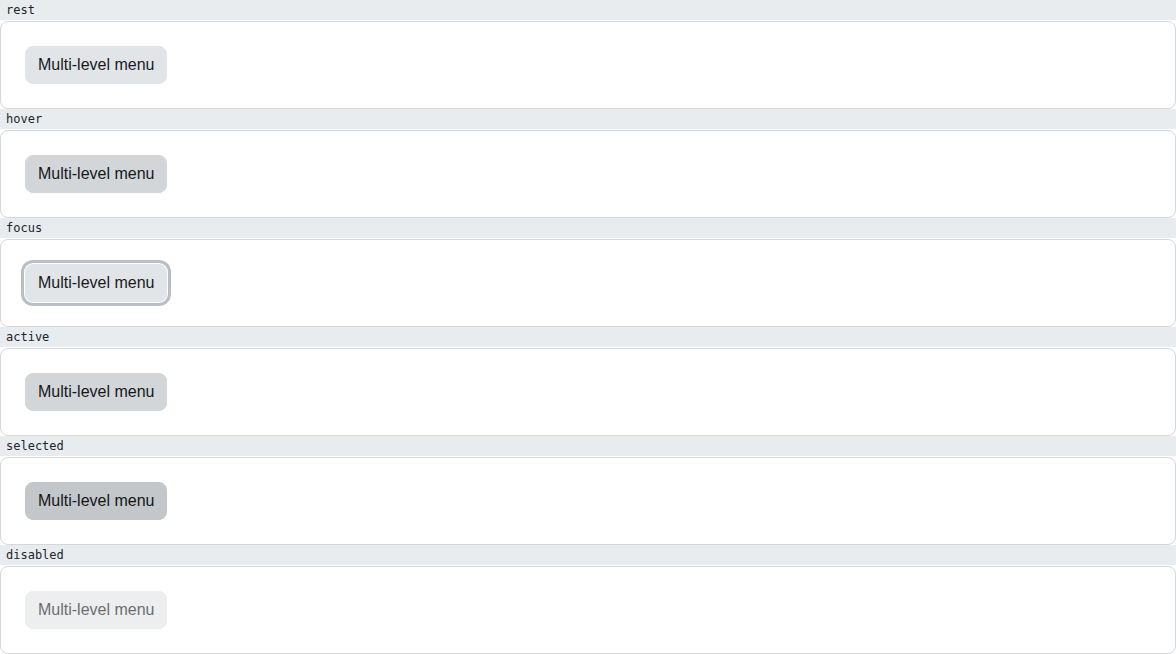 rest
Multi-level menu
hover
Multi-level menu
focus
Multi-level menu
active
Multi-level menu
selected
Multi-level menu
disabled
Multi-level menu